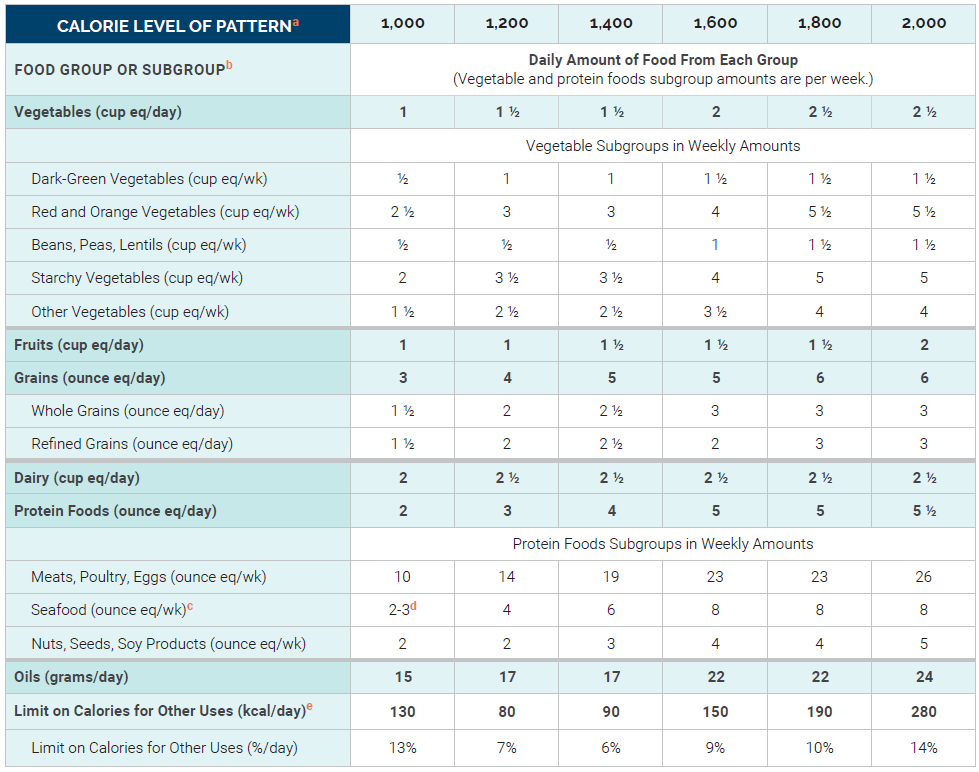 CALORIE LEVEL OF PATTERNa 1,000 1,200 1,400 1,600 1,800 2,000
FOOD GROUP OR SUBGROUPb Daily Amount of Food From Each Group
(Vegetable and protein foods subgroup amounts are per week.)
Vegetables (cup eq/day) 1 1 ½ 1 ½ 2 2 ½ 2 ½
Vegetable Subgroups in Weekly Amounts
Dark-Green Vegetables (cup eq/wk) ½ 1 1 1 ½ 1 ½ 1 ½
Red and Orange Vegetables (cup eq/wk) 2 ½ 3 3 4 5 ½ 5 ½
Beans, Peas, Lentils (cup eq/wk) ½ ½ ½ 1 1 ½ 1 ½
Starchy Vegetables (cup eq/wk) 2 3 ½ 3 ½ 4 5 5
Other Vegetables (cup eq/wk) 1 ½ 2 ½ 2 ½ 3 ½ 4 4
Fruits (cup eq/day) 1 1 1 ½ 1 ½ 1 ½ 2
Grains (ounce eq/day) 3 4 5 5 6 6
Whole Grains (ounce eq/day) 1 ½ 2 2 ½ 3 3 3
Refined Grains (ounce eq/day) 1 ½ 2 2 ½ 2 3 3
Dairy (cup eq/day) 2 2 ½ 2 ½ 2 ½ 2 ½ 2 ½
Protein Foods (ounce eq/day) 2 3 4 5 5 5 ½
Protein Foods Subgroups in Weekly Amounts
Meats, Poultry, Eggs (ounce eq/wk) 10 14 19 23 23 26
Seafood (ounce eq/wk)c 2-3d 4 6 8 8 8
Nuts, Seeds, Soy Products (ounce eq/wk) 2 2 3 4 4 5
Oils (grams/day) 15 17 17 22 22 24
Limit on Calories for Other Uses (kcal/day)e 130 80 90 150 190 280
Limit on Calories for Other Uses (%/day) 13% 7% 6% 9% 10% 14%